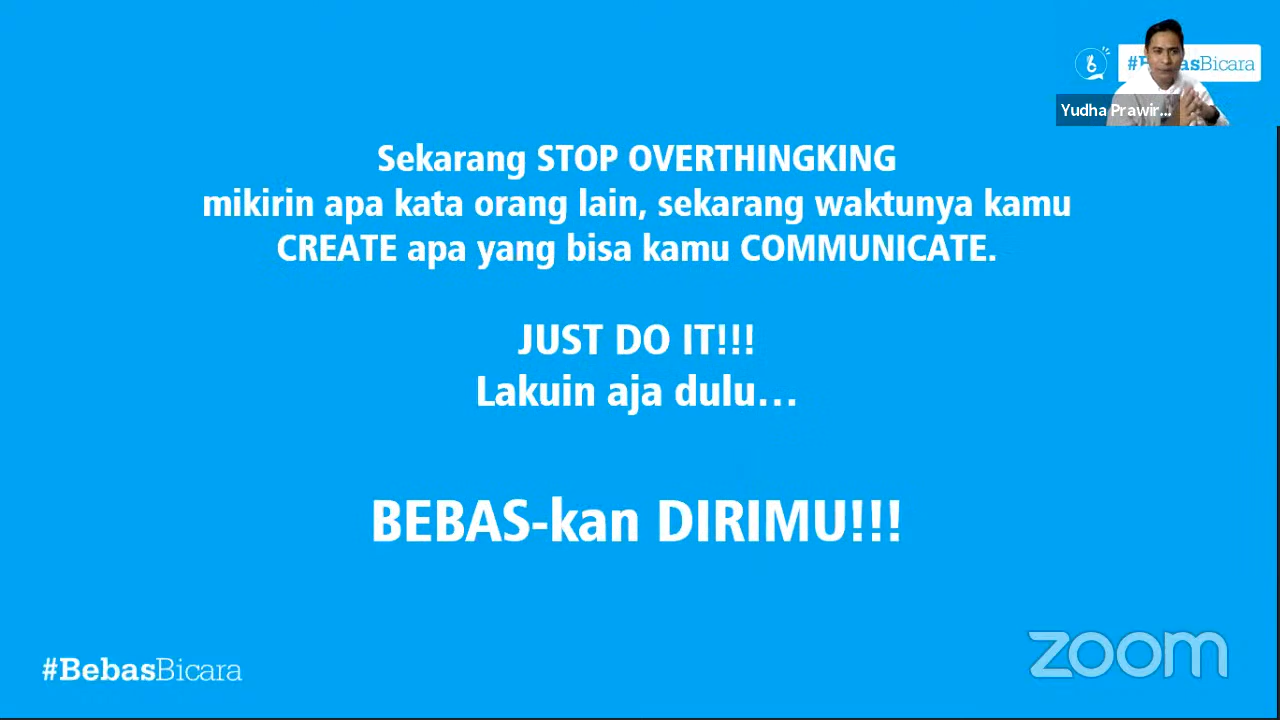 #BebasBicara
Yudha Prawir...
Sekarang STOP OVERTHINGKING
mikirin apa kata orang lain, sekarang waktunya kamu
CREATE apa yang bisa kamu COMMUNICATE.
JUST DO IT!!!
Lakuin aja dulu...
BEBAS-kan DIRIMU!!!
#BebasBicara
zoom